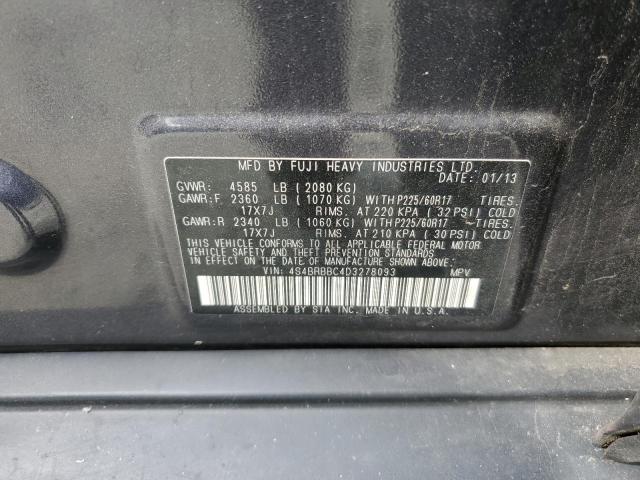 MFD BY FUJI HEAVY INDUSTRIES LTD.
DATE: 01/13
GVWR: 4585 LB (2080 KG)
GAWR:F 2360 LB (1070 KG) WITH P225/60R17 TIRES.
17X7J RIMS. AT 220 KPA (32 PSI) COLD
GAWR:R 2340 LB (1060 KG) WITH P225/60R17 TIRES.
17X7J RIMS. AT 210 KPA (30 PSI) COLD
THIS VEHICLE CONFORMS TO ALL APPLICABLE FEDERAL MOTOR
VEHICLE SAFETY AND THEFT PREVENTION STANDARDS
IN EFFECT ON THE DATE OF MANUFACTURE SHOWN ABOVE.
VIN: 4S4BRBBC4D3278093 MPV
ASSEMBLED BY SIA INC. IN U.S.A.